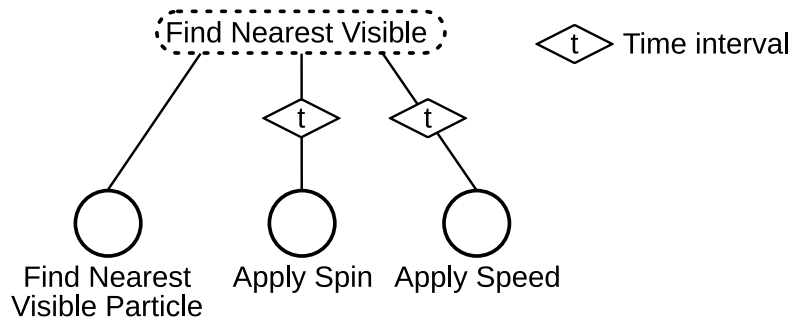 Find Nearest Visible
t Time interval
t
t
Find Nearest
Visible Particle
Apply Spin
Apply Speed